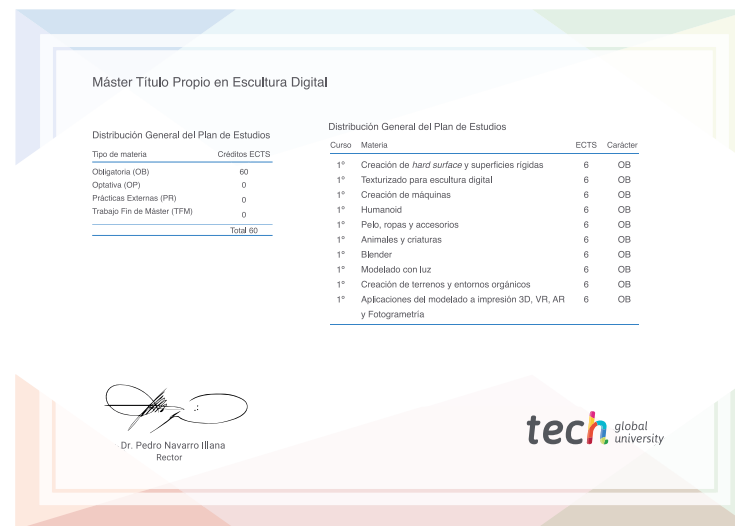 Máster Título Propio en Escultura Digital
Distribución General del Plan de Estudios
Tipo de materia Créditos ECTS
Obligatoria (OB) 60
Optativa (OP) 0
Prácticas Externas (PR) 0
Trabajo Fin de Máster (TFM) 0
Total 60
Distribución General del Plan de Estudios
Curso Materia ECTS Carácter
1º Creación de hard surface y superficies rígidas 6 OB
1º Texturizado para escultura digital 6 OB
1º Creación de máquinas 6 OB
1º Humanoid 6 OB
1º Pelo, ropas y accesorios 6 OB
1º Animales y criaturas 6 OB
1º Blender 6 OB
1º Modelado con luz 6 OB
1º Creación de terrenos y entornos orgánicos 6 OB
1º Aplicaciones del modelado a impresión 3D, VR, AR 6 OB
y Fotogrametría
Dr. Pedro Navarro Illana
Rector
tech global
university